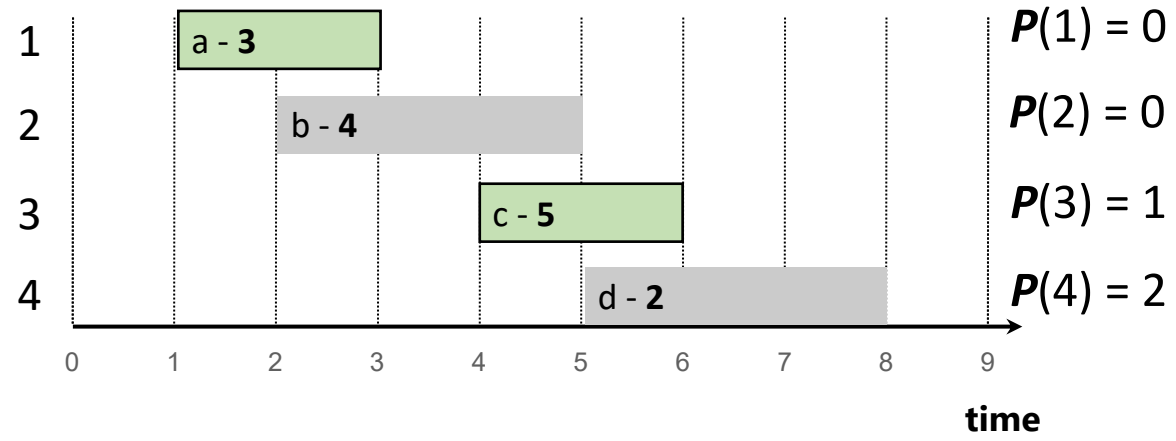 1 a - 3 P(1) = 0
2 b - 4 P(2) = 0
3 c - 5 P(3) = 1
4 d - 2 P(4) = 2
0 1 2 3 4 5 6 7 8 9
time